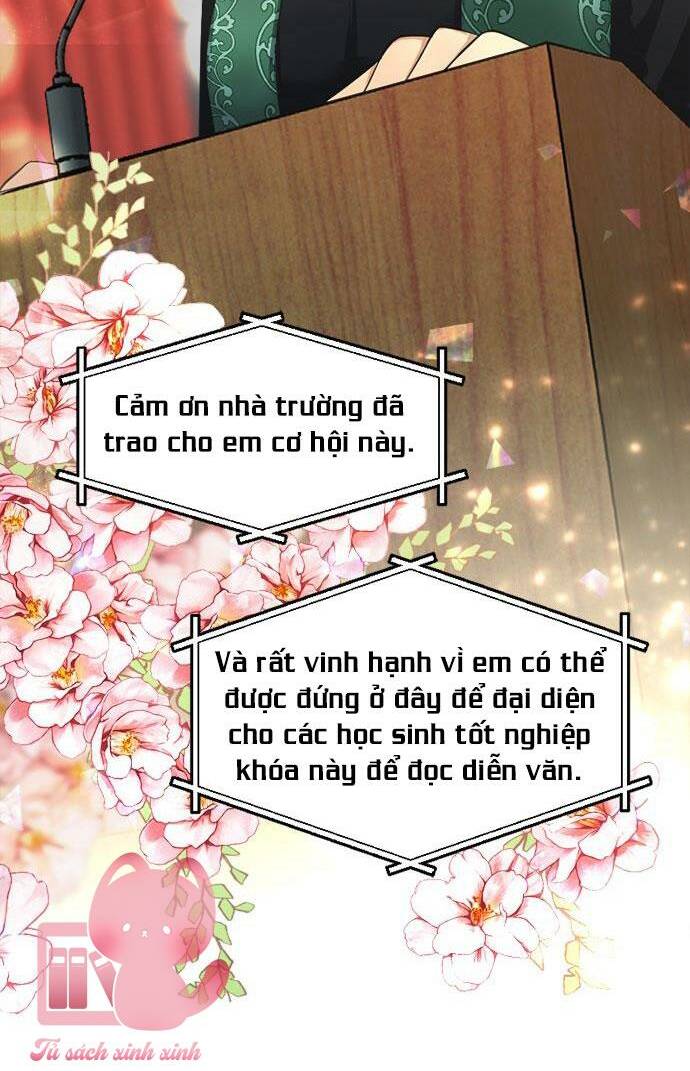 Cảm ơn nhà trường đã
trao cho em cơ hội này.
Và rất vinh hạnh vì em có thể
được đứng ở đây để đại diện
cho các học sinh tốt nghiệp
khóa này để đọc diễn văn.
Tủ sách xinh xinh